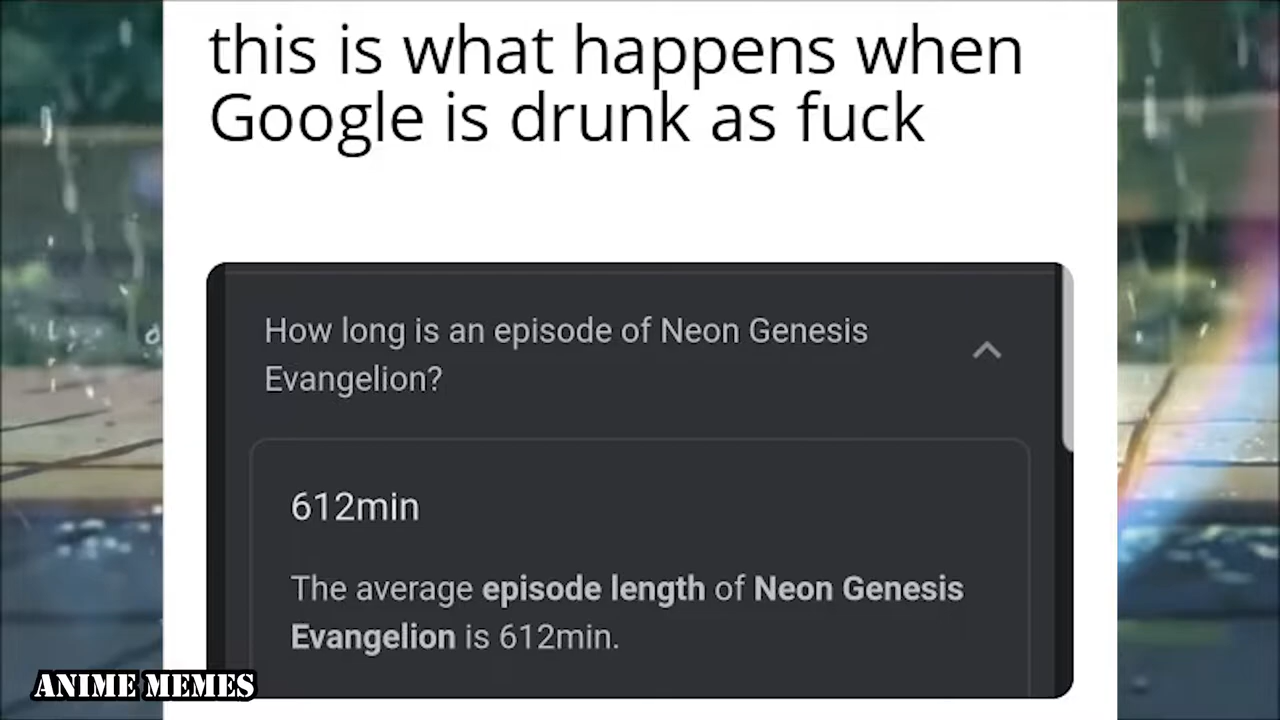 this is what happens when
Google is drunk as fuck
How long is an episode of Neon Genesis
Evangelion?
612min
The average episode length of Neon Genesis
Evangelion is 612min.
ANIME MEMES